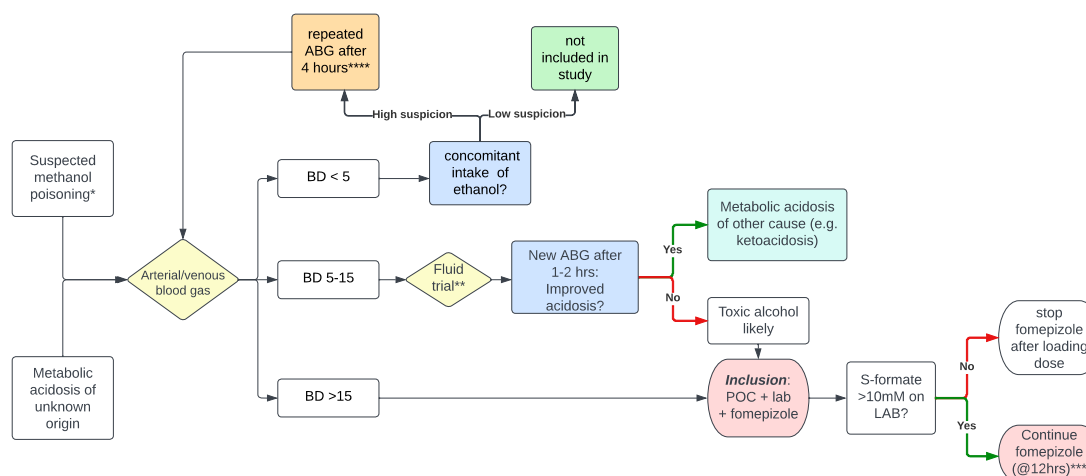 repeated
ABG after
4 hours****
not
included in
study
High suspicion
Low suspicion
Suspected
methanol
poisoning*
BD < 5
concomitant
intake of
ethanol?
Metabolic acidosis
of other cause (e.g.
ketoacidosis)
Arterial/venous
blood gas
BD 5-15
Fluid
trial**
New ABG after
1-2 hrs:
Improved
acidosis?
Yes
No
Toxic alcohol
likely
stop
fomepizole
after loading
dose
Metabolic
acidosis of
unknown
origin
BD >15
Inclusion:
POC + lab
+ fomepizole
S-formate
>10mM on
LAB?
No
Yes
Continue
fomepizole
(@12hrs)***